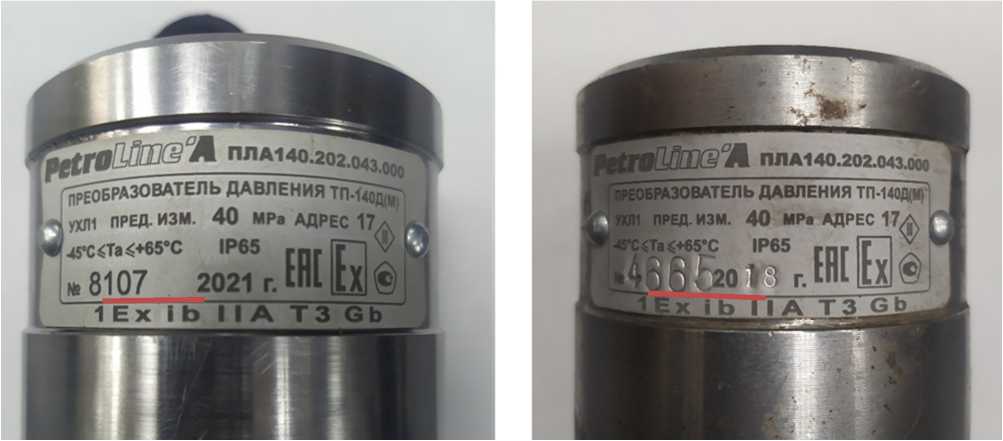 PetroLine'A ПЛА140.202.043.000
ПРЕОБРАЗОВАТЕЛЬ ДАВЛЕНИЯ ТП-140Д(М)
УХЛ1 ПРЕД. ИЗМ. 40 МРа АДРЕС 17
-45°C≤Ta≤+65°C IP65
№ 8107 2021 г. ЕАС Ex
1Ex ib IIA T3 Gb
PetroLine'A ПЛА140.202.043.000
ПРЕОБРАЗОВАТЕЛЬ ДАВЛЕНИЯ ТП-140Д(М)
УХЛ1 ПРЕД. ИЗМ. 40 МРа АДРЕС 17
-45°C≤Ta≤+65°C IP65
№ 4665 2018 г. ЕАС Ex
1Ex ib IIA T3 Gb